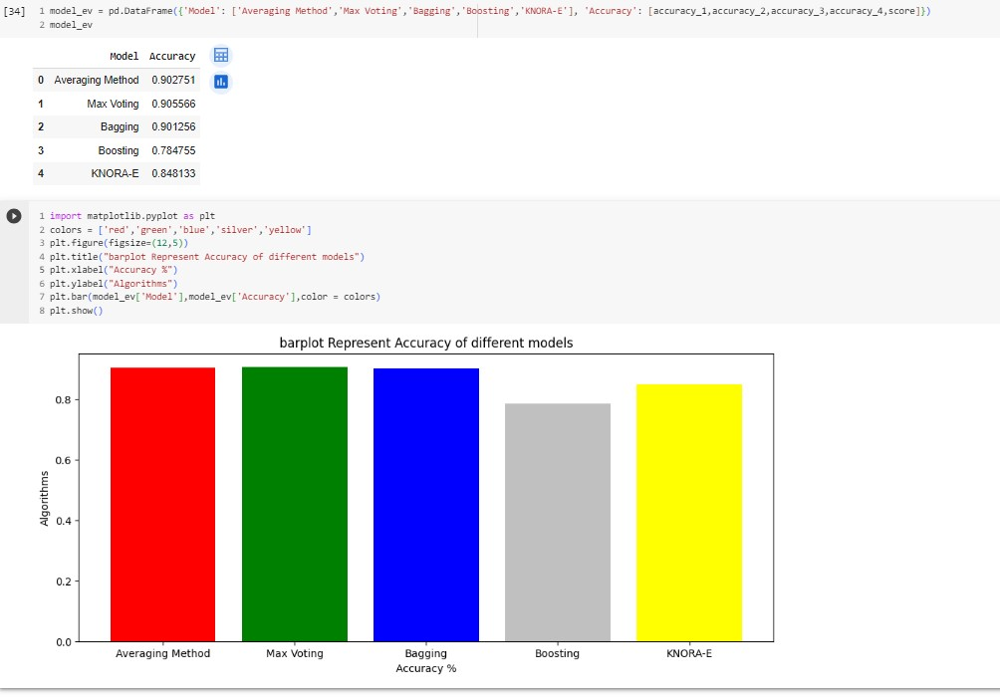 [34] 1 model_ev = pd.DataFrame({'Model': ['Averaging Method','Max Voting','Bagging','Boosting','KNORA-E'], 'Accuracy': [accuracy_1,accuracy_2,accuracy_3,accuracy_4,score]})
2 model_ev
Model Accuracy
0 Averaging Method 0.902751
1 Max Voting 0.905566
2 Bagging 0.901256
3 Boosting 0.784755
4 KNORA-E 0.848133
1 import matplotlib.pyplot as plt
2 colors = ['red','green','blue','silver','yellow']
3 plt.figure(figsize=(12,5))
4 plt.title("barplot Represent Accuracy of different models")
5 plt.xlabel("Accuracy %")
6 plt.ylabel("Algorithms")
7 plt.bar(model_ev['Model'],model_ev['Accuracy'],color = colors)
8 plt.show()
barplot Represent Accuracy of different models
0.8
0.6
0.4
0.2
0.0
Algorithms
Averaging Method Max Voting Bagging Boosting KNORA-E
Accuracy %